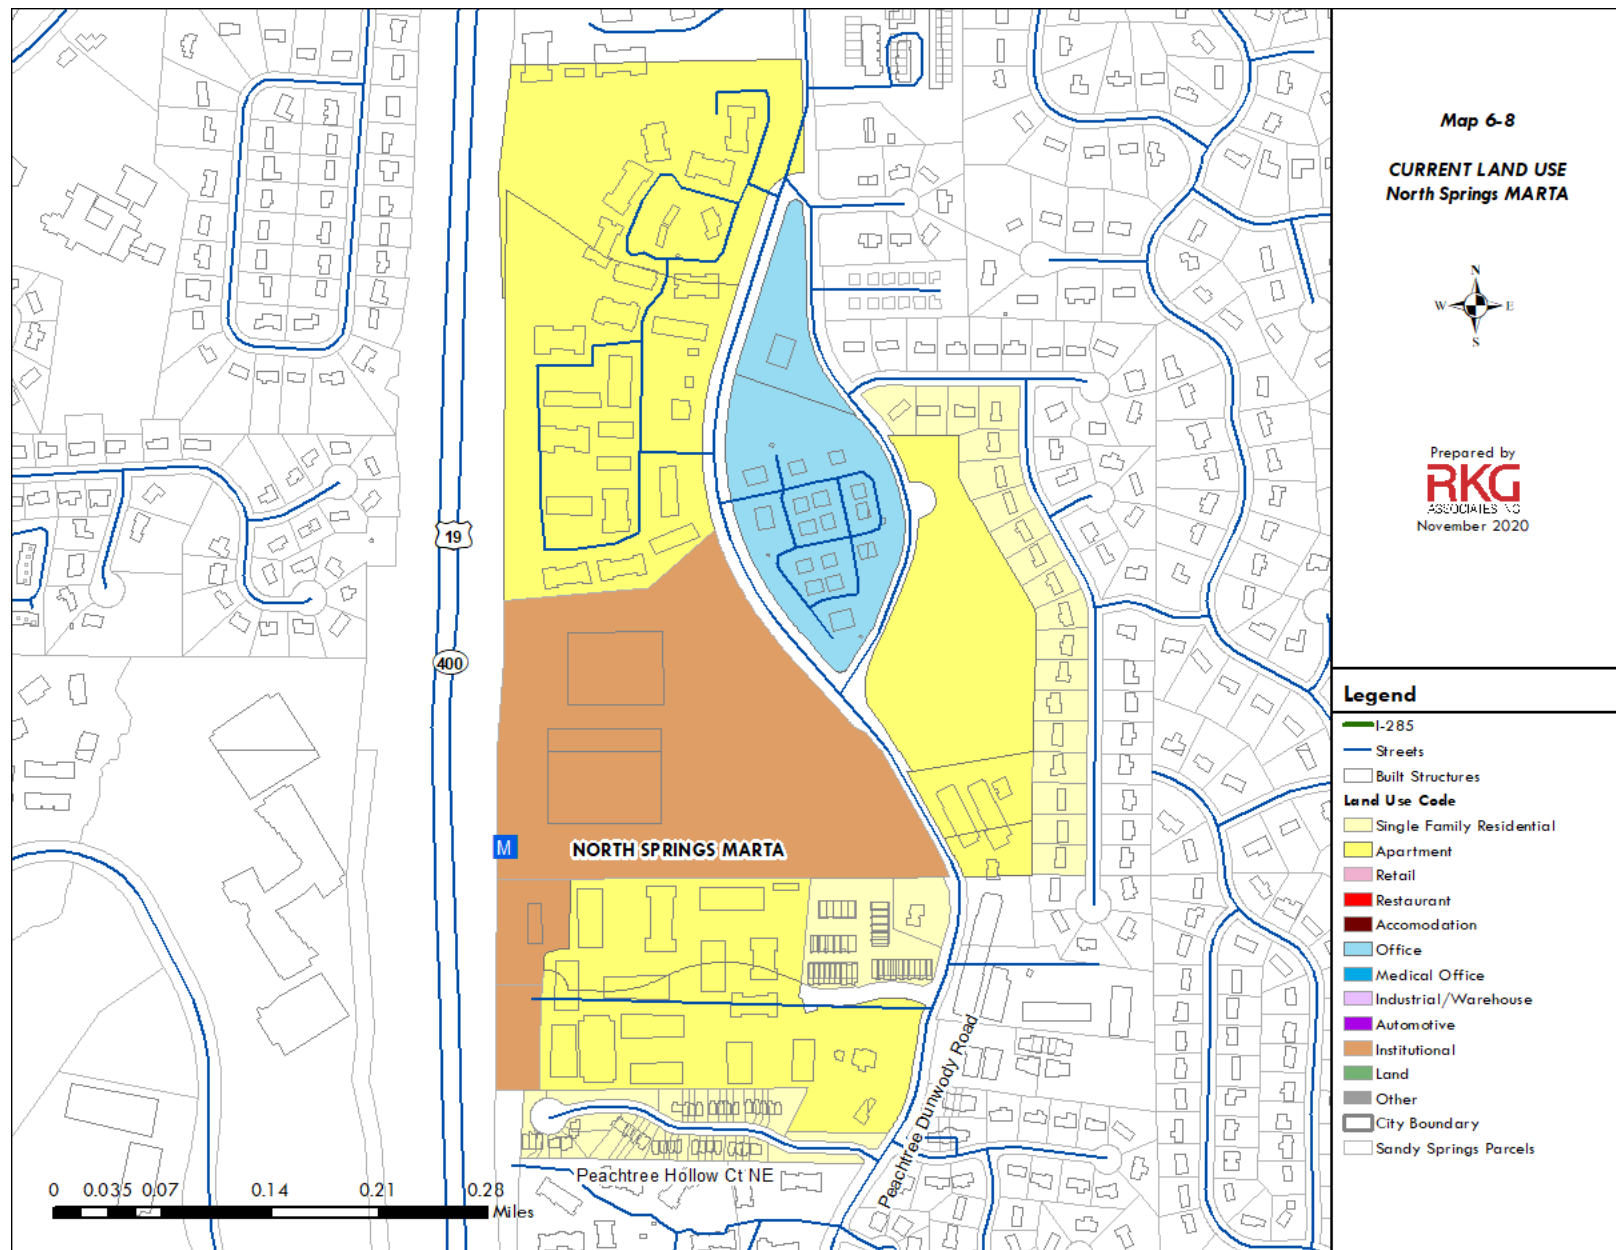 Map 6-8
CURRENT LAND USE
North Springs MARTA
N
W E
S
Prepared by
RKG
ASSOCIATES INC
November 2020
19
400
M
NORTH SPRINGS MARTA
Peachtree Dunwody Road
Peachtree Hollow Ct NE
0 0.035 0.07 0.14 0.21 0.28
Miles
Legend
I-285
Streets
Built Structures
Land Use Code
Single Family Residential
Apartment
Retail
Restaurant
Accomodation
Office
Medical Office
Industrial/Warehouse
Automotive
Institutional
Land
Other
City Boundary
Sandy Springs Parcels